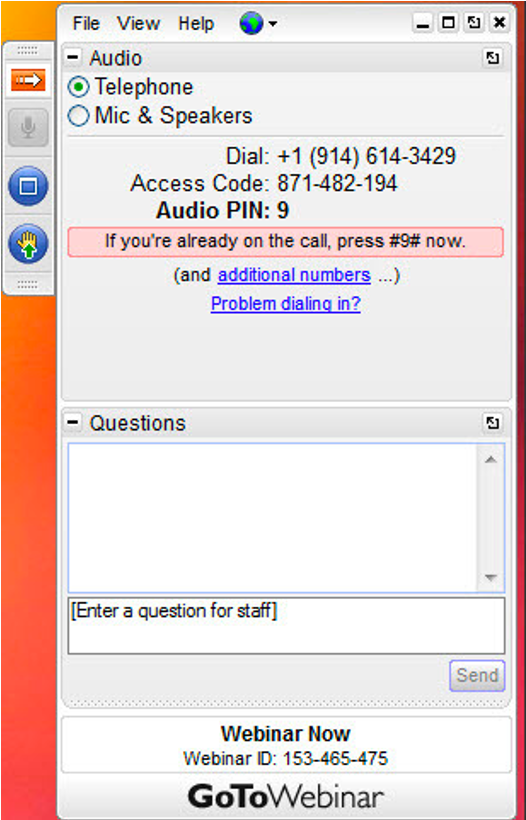 File View Help
Audio
Telephone
Mic & Speakers
Dial: +1 (914) 614-3429
Access Code: 871-482-194
Audio PIN: 9
If you're already on the call, press #9# now.
(and additional numbers ...)
Problem dialing in?
Questions
[Enter a question for staff]
Send
Webinar Now
Webinar ID: 153-465-475
GoToWebinar